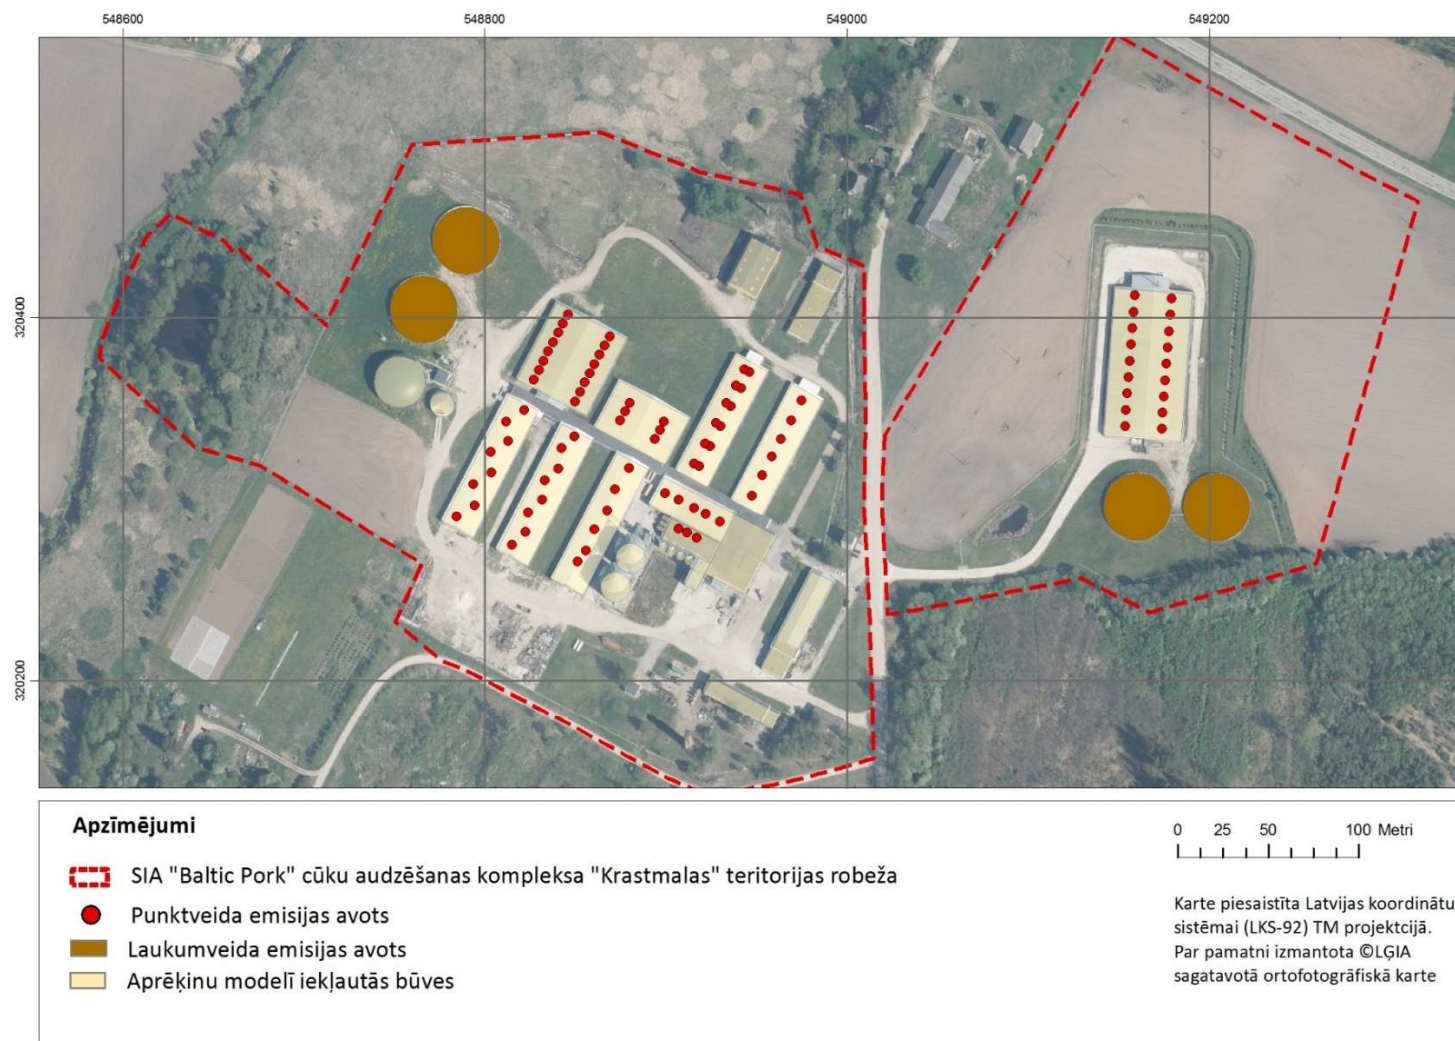 548600 548800 549000 549200
320400
320200
Apzīmējumi
SIA "Baltic Pork" cūku audzēšanas kompleksa "Krastmalas" teritorijas robeža
Punktveida emisijas avots
Laukumveida emisijas avots
Aprēķinu modelī iekļautās būves
0 25 50 100 Metri
Karte piesaistīta Latvijas koordinātu
sistēmai (LKS-92) TM projektcijā.
Par pamatni izmantota ©LĢIA
sagatavotā ortofotogrāfiskā karte